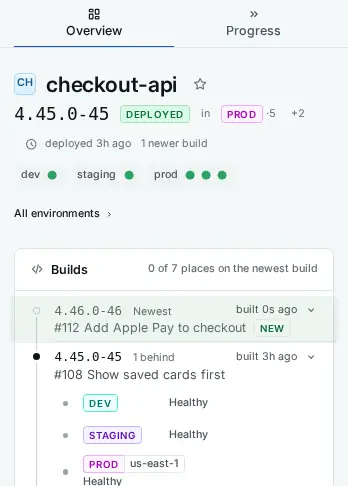 Overview
Progress
CH checkout-api
4.45.0-45 DEPLOYED in PROD ·5 +2
deployed 3h ago 1 newer build
dev staging prod
All environments ›
Builds 0 of 7 places on the newest build
4.46.0-46 Newest built 0s ago
#112 Add Apple Pay to checkout NEW
4.45.0-45 1 behind built 3h ago
#108 Show saved cards first
DEV Healthy
STAGING Healthy
PROD us-east-1
Healthy